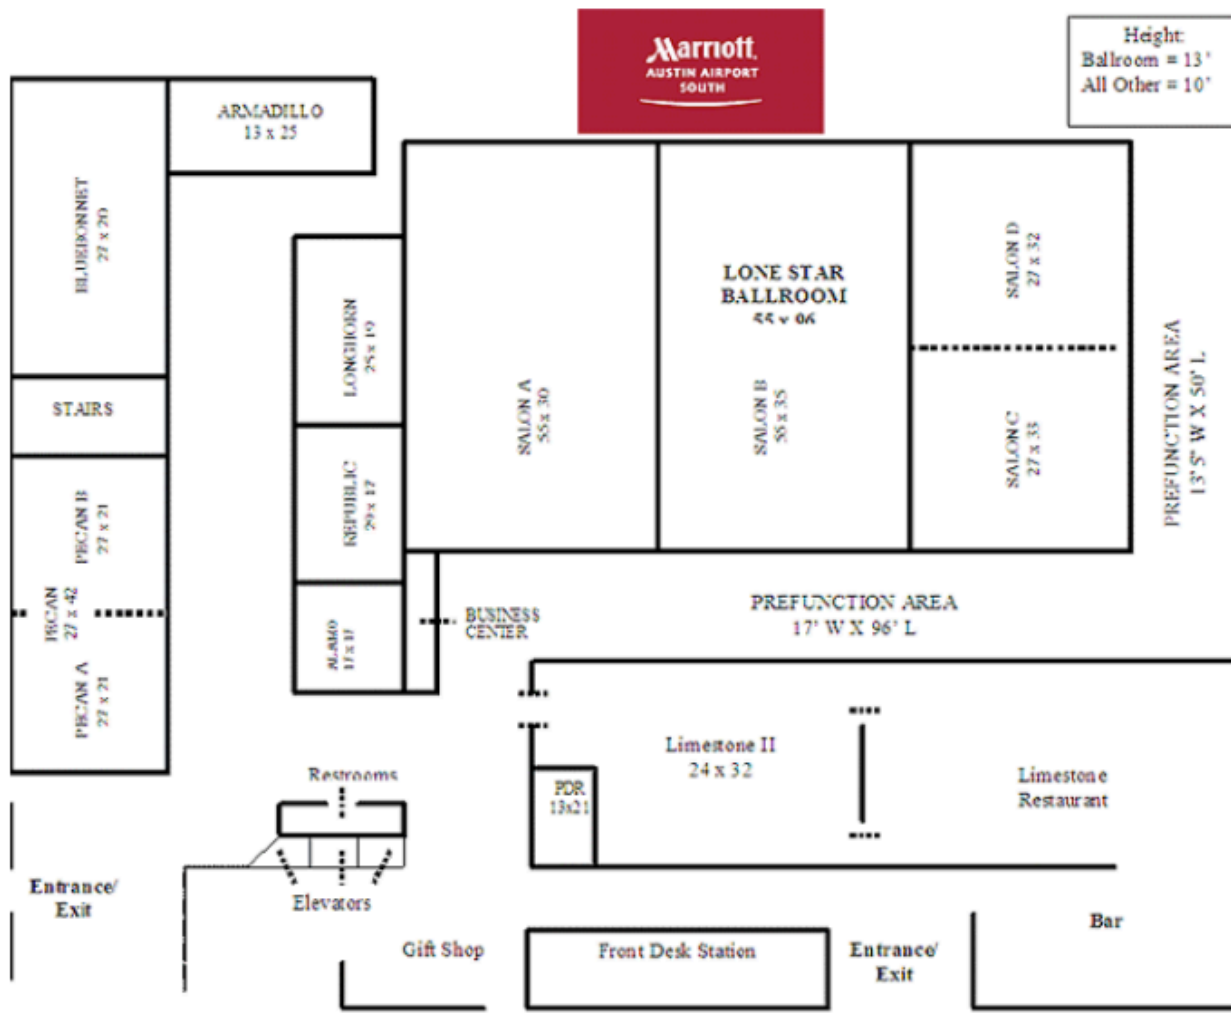 Marriott.
AUSTIN AIRPORT
SOUTH
Height:
Ballroom = 13'
All Other = 10'
ARMADILLO
13 x 25
BLUEBONNET
27 x 20
STAIRS
PECAN B
27 x 21
PECAN
27 x 42
PECAN A
27 x 21
LONGHORN
25 x 19
REPUBLIC
29 x 17
ALAMO
17 x 17
BUSINESS
CENTER
SALON A
55 x 30
LONE STAR
BALLROOM
55 x 96
SALON B
55 x 35
SALON D
27 x 32
SALON C
27 x 33
PREFUNCTION AREA
13'5" W X 50' L
PREFUNCTION AREA
17' W X 96' L
Limestone II
24 x 32
PDR
13x21
Limestone
Restaurant
Restrooms
Elevators
Entrance/
Exit
Gift Shop
Front Desk Station
Entrance/
Exit
Bar